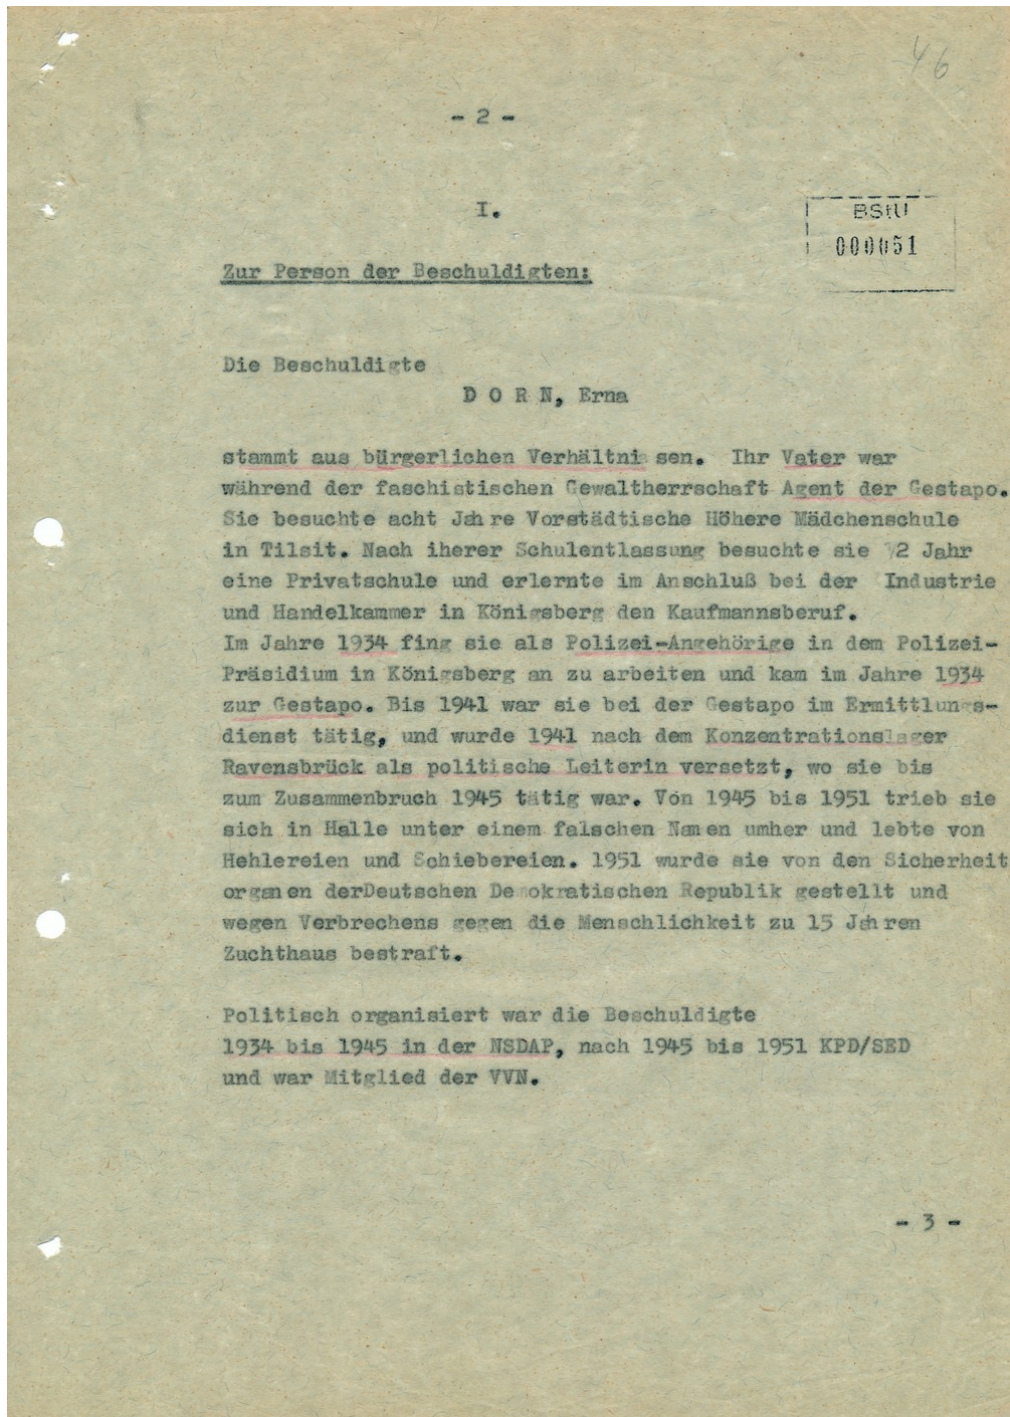 46
- 2 -
I.
BStU
000051
Zur Person der Beschuldigten:
Die Beschuldigte
D O R N, Erna
stammt aus bürgerlichen Verhältni sen. Ihr Vater war
während der faschistischen Gewaltherrschaft Agent der Gestapo.
Sie besuchte acht Jahre Vorstädtische Höhere Mädchenschule
in Tilsit. Nach iherer Schulentlassung besuchte sie 2 Jahr
eine Privatschule und erlernte im Anschluß bei der Industrie
und Handelkammer in Königsberg den Kaufmannsberuf.
Im Jahre 1934 fing sie als Polizei-Angehörige in dem Polizei-
Präsidium in Königsberg an zu arbeiten und kam im Jahre 1934
zur Gestapo. Bis 1941 war sie bei der Gestapo im Ermittlungs-
dienst tätig, und wurde 1941 nach dem Konzentrationslager
Ravensbrück als politische Leiterin versetzt, wo sie bis
zum Zusammenbruch 1945 tätig war. Von 1945 bis 1951 trieb sie
sich in Halle unter einem falschen Namen umher und lebte von
Hehlereien und Schiebereien. 1951 wurde sie von den Sicherheit
organen derDeutschen De okratischen Republik gestellt und
wegen Verbrechens gegen die Menschlichkeit zu 15 Jahren
Zuchthaus bestraft.
Politisch organisiert war die Beschuldigte
1934 bis 1945 in der NSDAP, nach 1945 bis 1951 KPD/SED
und war Mitglied der VVN.
- 3 -